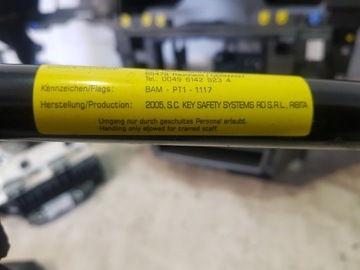 Tel.: 0049 6142 923 4
Kennzeichen/Flags: BAM - PT1 - 1117
Herstellung/Production: 2005, S.C. KEY SAFETY SYSTEMS RO S.R.L., RIBITA
Umgang nur durch geschultes Personal erlaubt.
Handling only allowed for trained staff.